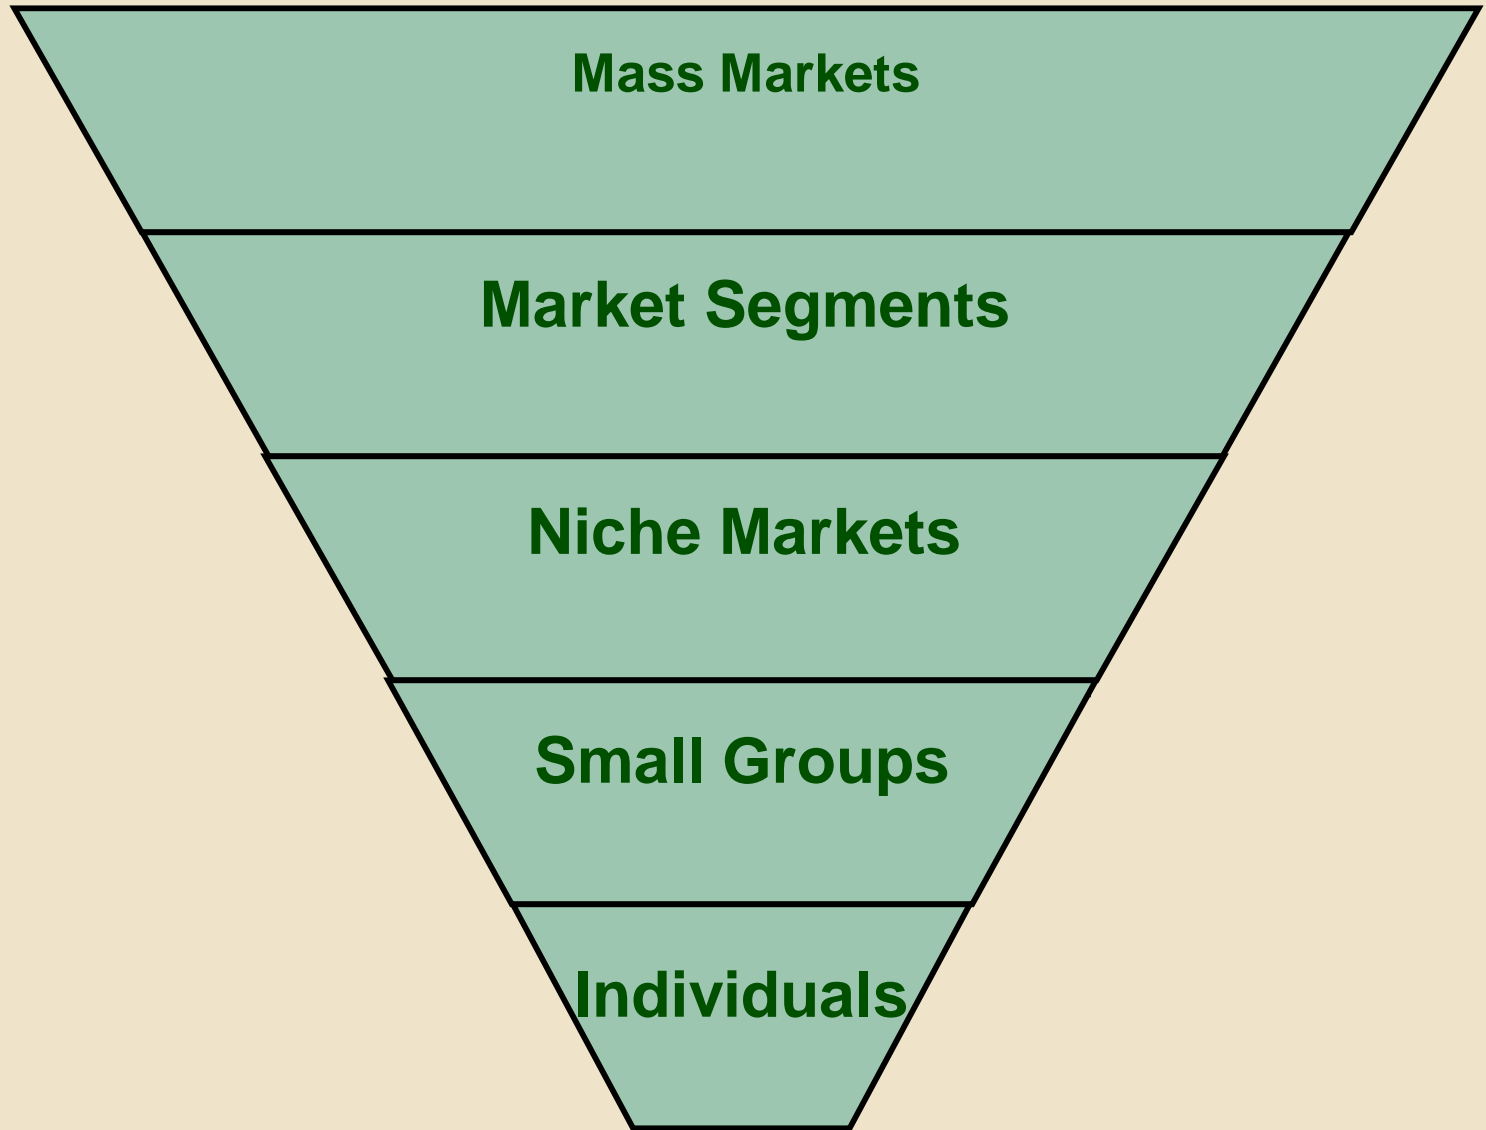 Mass Markets
Market Segments
Niche Markets
Small Groups
Individuals